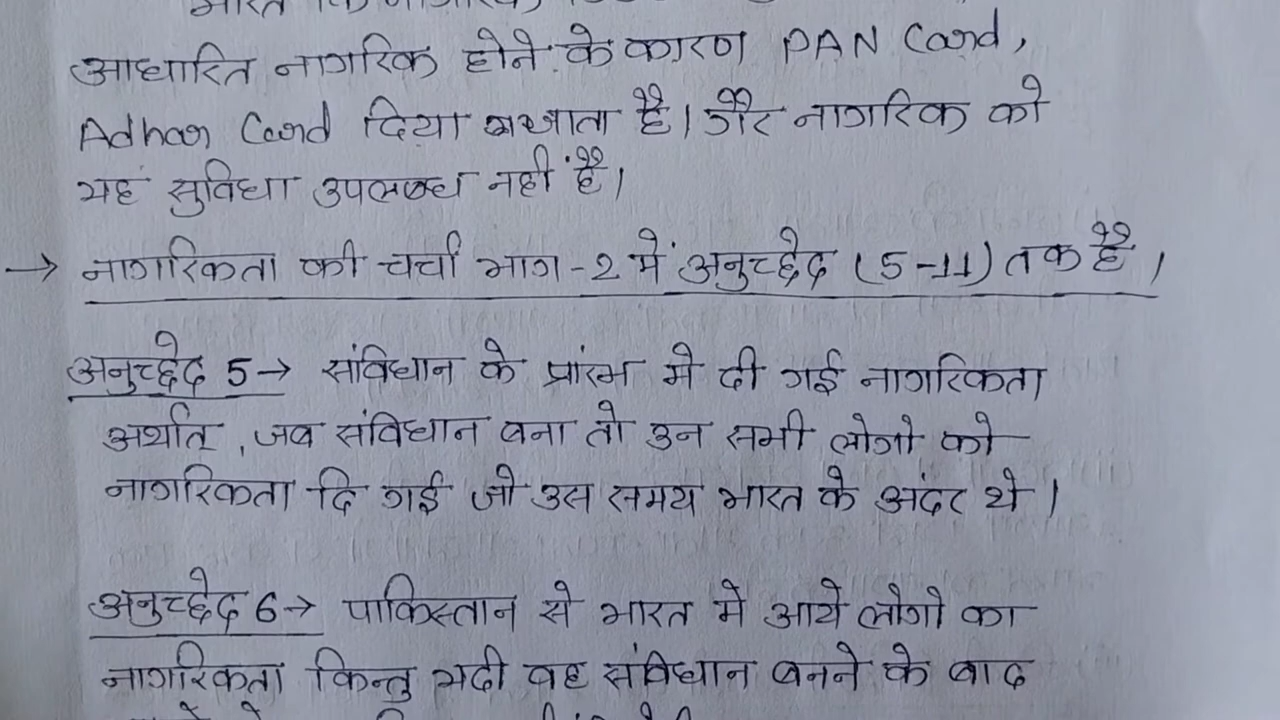 भारत कि नागरिक
आधारित नागरिक होने के कारण PAN Card,
Adhar Card दिया जाता है। गैर नागरिक को
यह सुविधा उपलब्ध नहीं है।
→ नागरिकता की चर्चा भाग-2 में अनुच्छेद (5-11) तक है।
अनुच्छेद 5→ संविधान के प्रारंभ मे दी गई नागरिकता
अर्थात्, जब संविधान बना तो उन सभी लोगो को
नागरिकता दि गई जो उस समय भारत के अंदर थे।
अनुच्छेद 6→ पाकिस्तान से भारत मे आये लोगो का
नागरिकता किन्तु यदी वह संविधान बनने के बाद